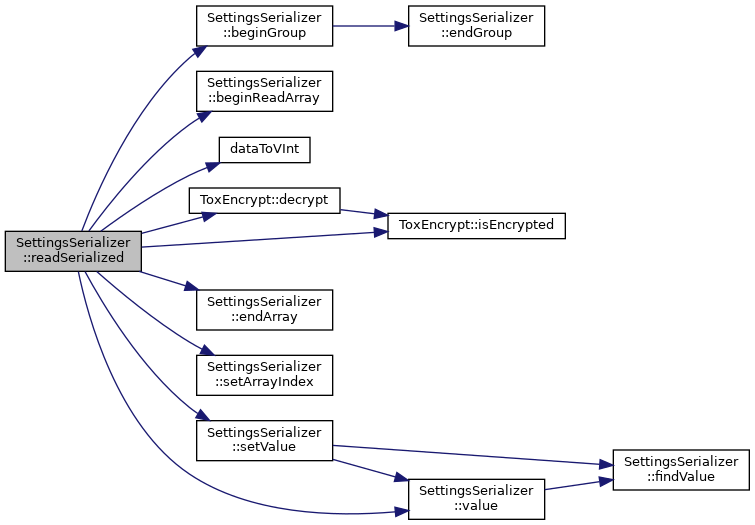 SettingsSerializer
::beginGroup
SettingsSerializer
::endGroup
SettingsSerializer
::beginReadArray
dataToVInt
ToxEncrypt::decrypt
ToxEncrypt::isEncrypted
SettingsSerializer
::readSerialized
SettingsSerializer
::endArray
SettingsSerializer
::setArrayIndex
SettingsSerializer
::setValue
SettingsSerializer
::findValue
SettingsSerializer
::value